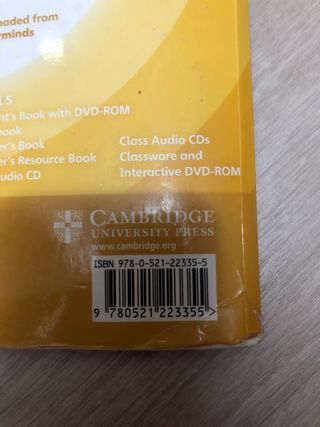 oaded from
rminds
l 5
nt's Book with DVD-ROM
book
er's Book
er's Resource Book
udio CD
Class Audio CDs
Classware and
Interactive DVD-ROM
CAMBRIDGE
UNIVERSITY PRESS
www.cambridge.org
ISBN 978-0-521-22335-5
9 780521 223355 >